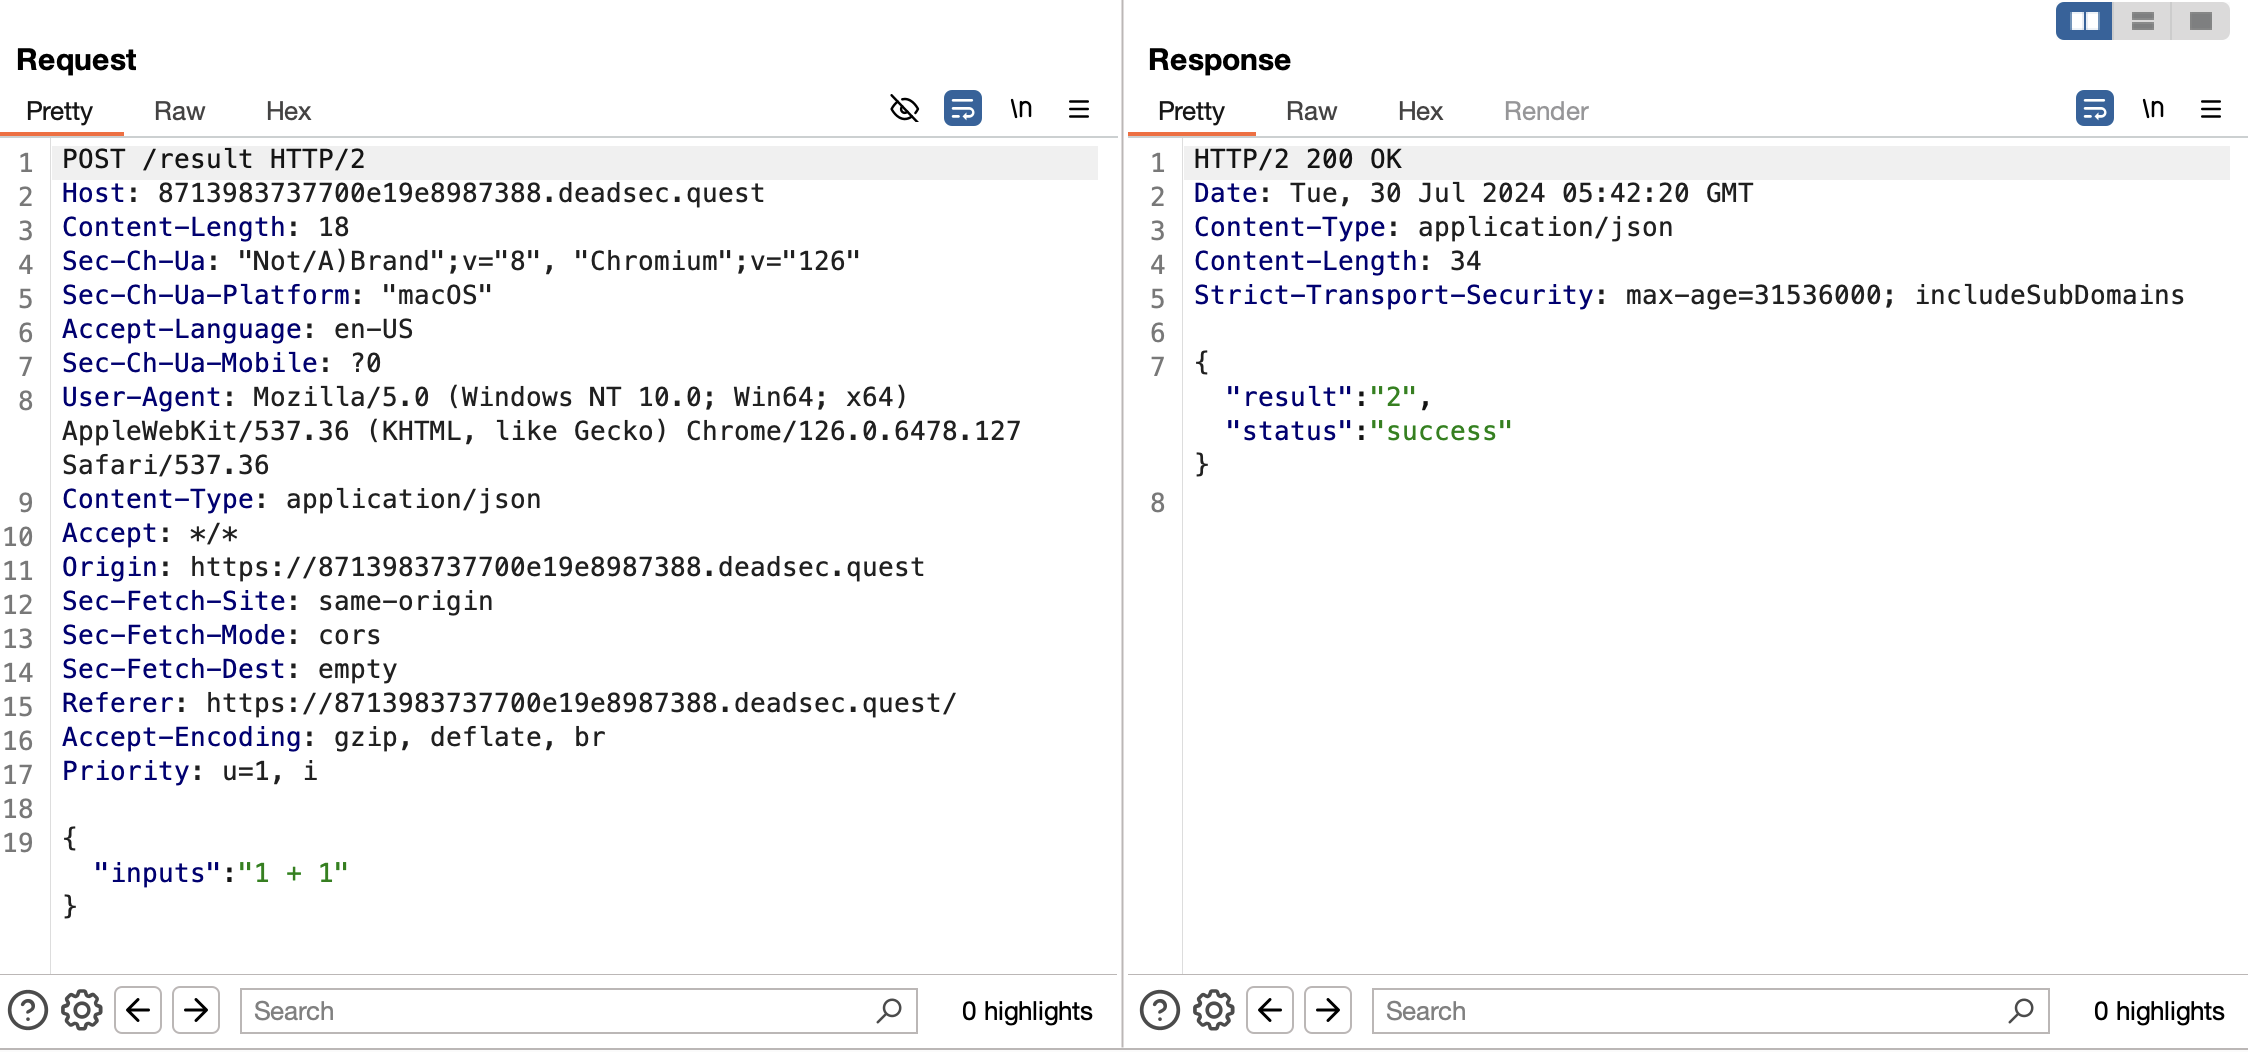 Request
Pretty Raw Hex \n
1 POST /result HTTP/2
2 Host: 8713983737700e19e8987388.deadsec.quest
3 Content-Length: 18
4 Sec-Ch-Ua: "Not/A)Brand";v="8", "Chromium";v="126"
5 Sec-Ch-Ua-Platform: "macOS"
6 Accept-Language: en-US
7 Sec-Ch-Ua-Mobile: ?0
8 User-Agent: Mozilla/5.0 (Windows NT 10.0; Win64; x64)
AppleWebKit/537.36 (KHTML, like Gecko) Chrome/126.0.6478.127
Safari/537.36
9 Content-Type: application/json
10 Accept: */*
11 Origin: https://8713983737700e19e8987388.deadsec.quest
12 Sec-Fetch-Site: same-origin
13 Sec-Fetch-Mode: cors
14 Sec-Fetch-Dest: empty
15 Referer: https://8713983737700e19e8987388.deadsec.quest/
16 Accept-Encoding: gzip, deflate, br
17 Priority: u=1, i
18
19 {
"inputs":"1 + 1"
}
Search 0 highlights
Response
Pretty Raw Hex Render \n
1 HTTP/2 200 OK
2 Date: Tue, 30 Jul 2024 05:42:20 GMT
3 Content-Type: application/json
4 Content-Length: 34
5 Strict-Transport-Security: max-age=31536000; includeSubDomains
6
7 {
"result":"2",
"status":"success"
}
8
Search 0 highlights